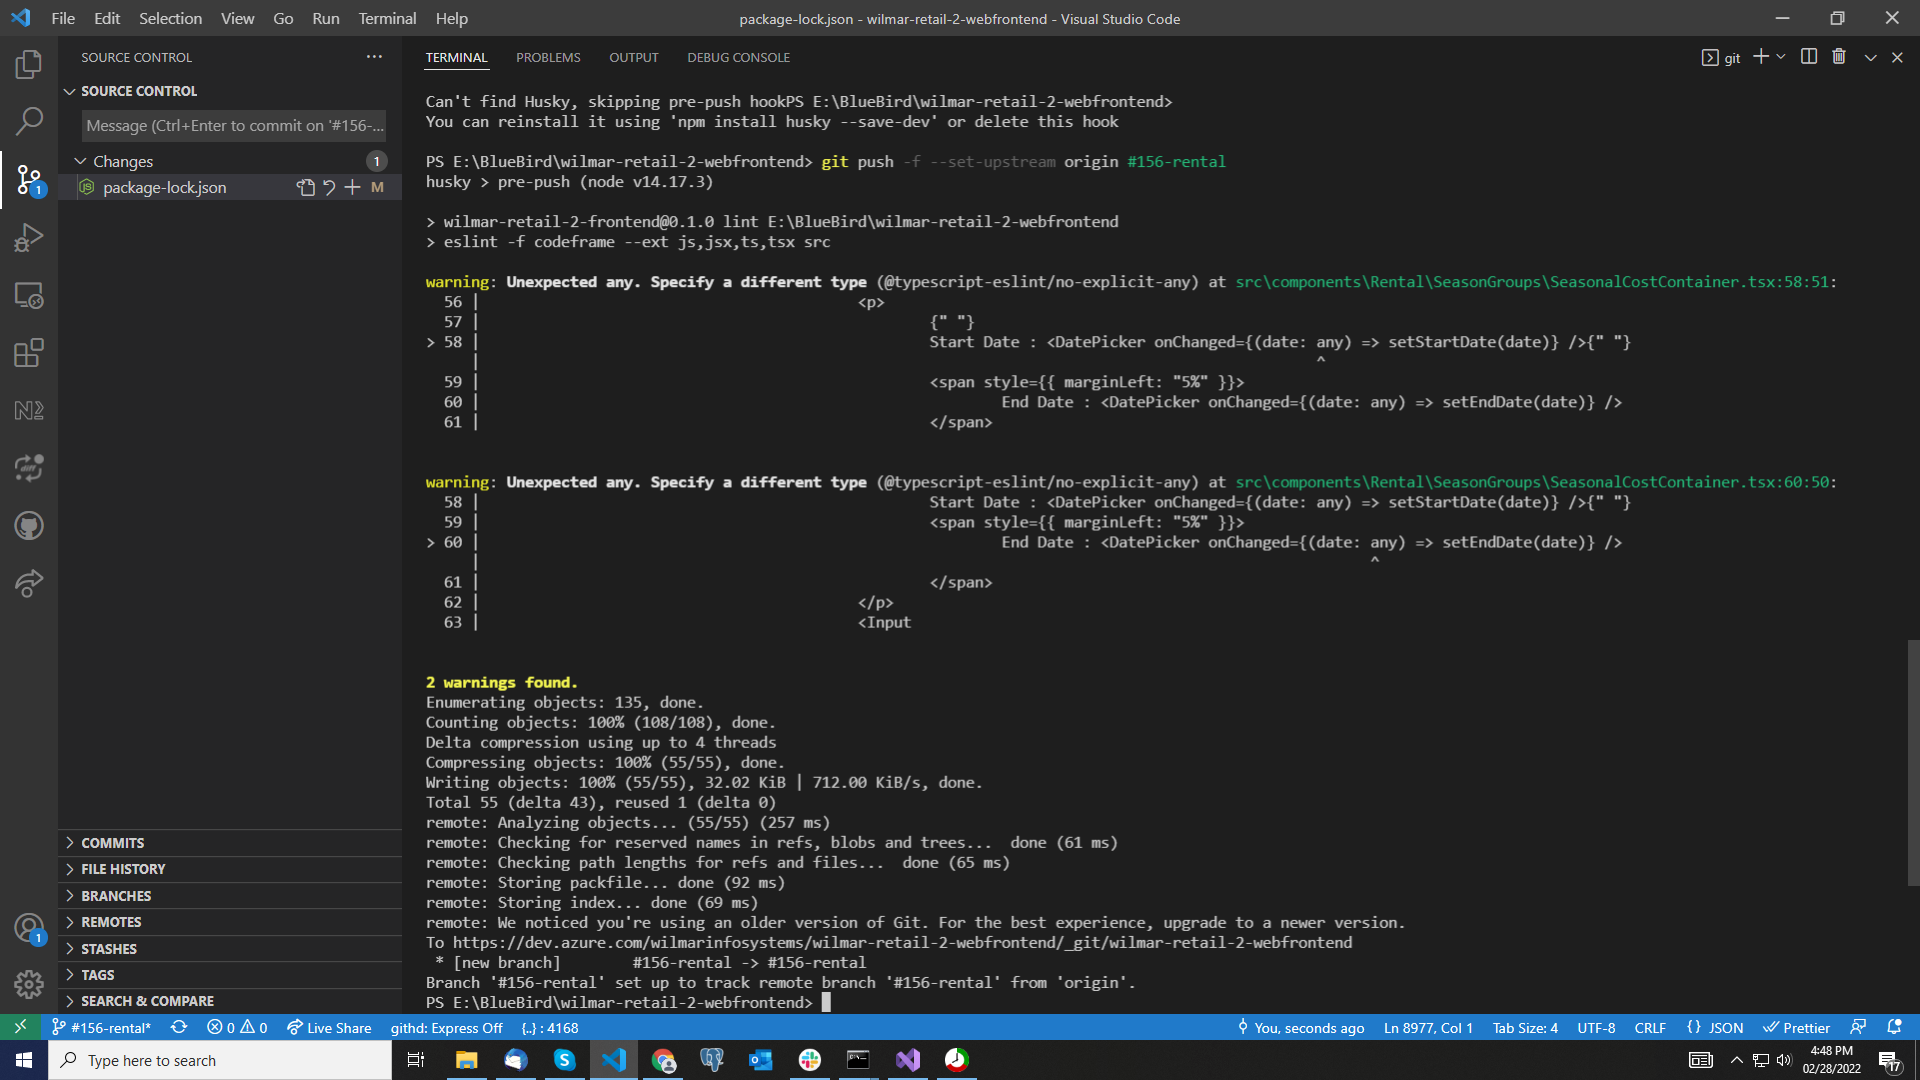 File Edit Selection View Go Run Terminal Help
package-lock.json - wilmar-retail-2-webfrontend - Visual Studio Code
SOURCE CONTROL
SOURCE CONTROL
Message (Ctrl+Enter to commit on '#156-...
Changes 1
package-lock.json M
1
N2
diff
1
COMMITS
FILE HISTORY
BRANCHES
REMOTES
STASHES
TAGS
SEARCH & COMPARE
TERMINAL PROBLEMS OUTPUT DEBUG CONSOLE
git
Can't find Husky, skipping pre-push hookPS E:\BlueBird\wilmar-retail-2-webfrontend>
You can reinstall it using 'npm install husky --save-dev' or delete this hook
PS E:\BlueBird\wilmar-retail-2-webfrontend> git push -f --set-upstream origin #156-rental
husky > pre-push (node v14.17.3)
> wilmar-retail-2-frontend@0.1.0 lint E:\BlueBird\wilmar-retail-2-webfrontend
> eslint -f codeframe --ext js,jsx,ts,tsx src
warning: Unexpected any. Specify a different type (@typescript-eslint/no-explicit-any) at src\components\Rental\SeasonGroups\SeasonalCostContainer.tsx:58:51:
56 | <p>
57 | {" "}
> 58 | Start Date : <DatePicker onChanged={(date: any) => setStartDate(date)} />{" "}
| ^
59 | <span style={{ marginLeft: "5%" }}>
60 | End Date : <DatePicker onChanged={(date: any) => setEndDate(date)} />
61 | </span>
warning: Unexpected any. Specify a different type (@typescript-eslint/no-explicit-any) at src\components\Rental\SeasonGroups\SeasonalCostContainer.tsx:60:50:
58 | Start Date : <DatePicker onChanged={(date: any) => setStartDate(date)} />{" "}
59 | <span style={{ marginLeft: "5%" }}>
> 60 | End Date : <DatePicker onChanged={(date: any) => setEndDate(date)} />
| ^
61 | </span>
62 | </p>
63 | <Input
2 warnings found.
Enumerating objects: 135, done.
Counting objects: 100% (108/108), done.
Delta compression using up to 4 threads
Compressing objects: 100% (55/55), done.
Writing objects: 100% (55/55), 32.02 KiB | 712.00 KiB/s, done.
Total 55 (delta 43), reused 1 (delta 0)
remote: Analyzing objects... (55/55) (257 ms)
remote: Checking for reserved names in refs, blobs and trees... done (61 ms)
remote: Checking path lengths for refs and files... done (65 ms)
remote: Storing packfile... done (92 ms)
remote: Storing index... done (69 ms)
remote: We noticed you're using an older version of Git. For the best experience, upgrade to a newer version.
To https://dev.azure.com/wilmarinfosystems/wilmar-retail-2-webfrontend/_git/wilmar-retail-2-webfrontend
* [new branch] #156-rental -> #156-rental
Branch '#156-rental' set up to track remote branch '#156-rental' from 'origin'.
PS E:\BlueBird\wilmar-retail-2-webfrontend>
#156-rental* 0 0 Live Share githd: Express Off {..} : 4168 You, seconds ago Ln 8977, Col 1 Tab Size: 4 UTF-8 CRLF {} JSON Prettier
Type here to search
4:48 PM
02/28/2022
17